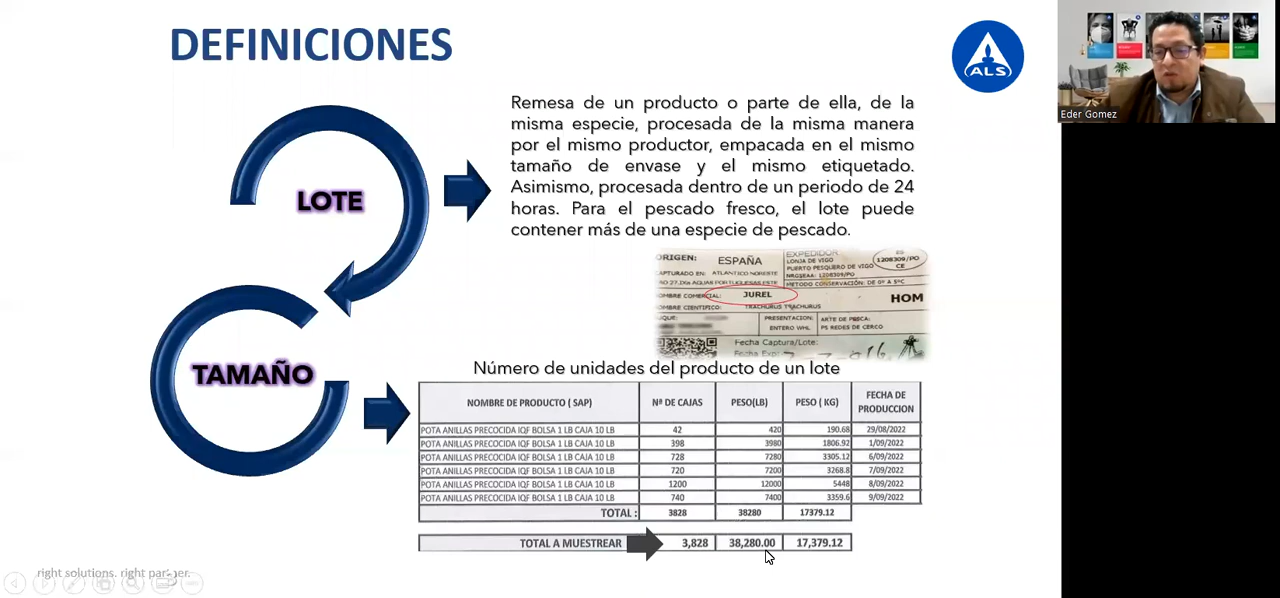 DEFINICIONES
ALS
Eder Gomez
LOTE
Remesa de un producto o parte de ella, de la
misma especie, procesada de la misma manera
por el mismo productor, empacada en el mismo
tamaño de envase y el mismo etiquetado.
Asimismo, procesada dentro de un periodo de 24
horas. Para el pescado fresco, el lote puede
contener más de una especie de pescado.
ORIGEN: ESPAÑA
CAPTURADO EN: ATLANTICO NORESTE
AGUAS PORTUGUESAS ESTE
NOMBRE COMERCIAL: JUREL
NOMBRE CIENTIFICO: TRACHURUS TRACHURUS
EXPEDIDOR
LONJA DE VIGO
PUERTO PESQUERO DE VIGO
NRGSEAA: 1208309/PO
METODO CONSERVACIÓN: DE 0º A 5ºC
ES
1208309/PO
CE
HOM
PRESENTACION:
ENTERO WHL
ARTE DE PESCA:
PS REDES DE CERCO
Fecha Captura/Lote:
Fecha Exp:
TAMAÑO
Número de unidades del producto de un lote
NOMBRE DE PRODUCTO ( SAP) Nª DE CAJAS PESO(LB) PESO ( KG) FECHA DE PRODUCCION
POTA ANILLAS PRECOCIDA IQF BOLSA 1 LB CAJA 10 LB 42 420 190.68 29/08/2022
POTA ANILLAS PRECOCIDA IQF BOLSA 1 LB CAJA 10 LB 398 3980 1806.92 1/09/2022
POTA ANILLAS PRECOCIDA IQF BOLSA 1 LB CAJA 10 LB 728 7280 3305.12 6/09/2022
POTA ANILLAS PRECOCIDA IQF BOLSA 1 LB CAJA 10 LB 720 7200 3268.8 7/09/2022
POTA ANILLAS PRECOCIDA IQF BOLSA 1 LB CAJA 10 LB 1200 12000 5448 8/09/2022
POTA ANILLAS PRECOCIDA IQF BOLSA 1 LB CAJA 10 LB 740 7400 3359.6 9/09/2022
TOTAL : 3828 38280 17379.12
TOTAL A MUESTREAR 3,828 38,280.00 17,379.12
right solutions. right